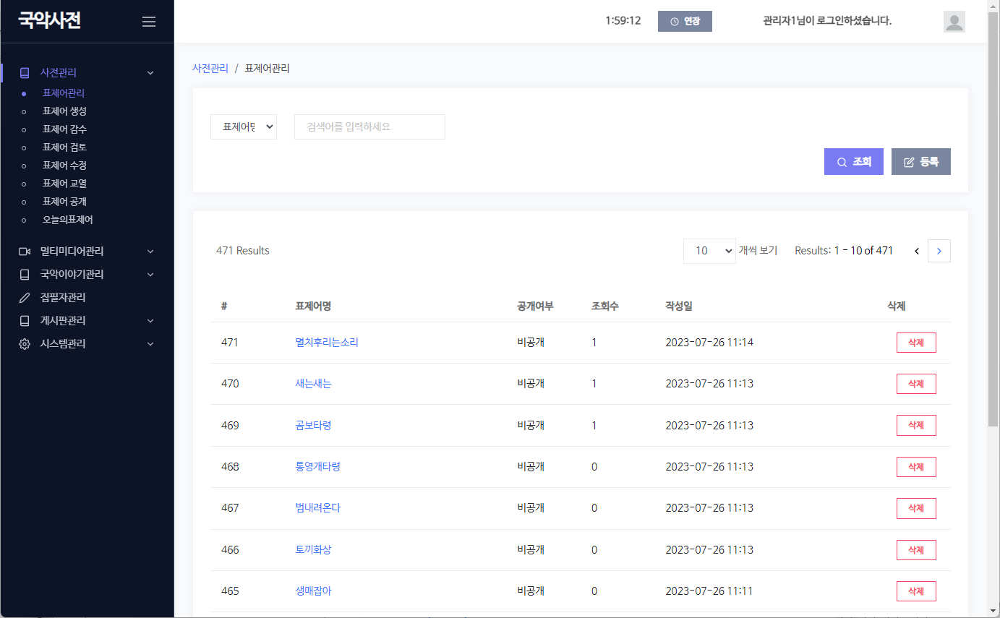 국악사전
1:59:12
연장
관리자1님이 로그인하셨습니다.
사전관리
표제어관리
표제어 생성
표제어 감수
표제어 검토
표제어 수정
표제어 교열
표제어 공개
오늘의표제어
멀티미디어관리
국악이야기관리
집필자관리
게시판관리
시스템관리
사전관리 / 표제어관리
표제어명
검색어를 입력하세요
조회
등록
471 Results
10 개씩 보기
Results: 1 - 10 of 471
# 표제어명 공개여부 조회수 작성일 삭제
471 멸치후리는소리 비공개 1 2023-07-26 11:14 삭제
470 새는새는 비공개 1 2023-07-26 11:13 삭제
469 곰보타령 비공개 1 2023-07-26 11:13 삭제
468 통영개타령 비공개 0 2023-07-26 11:13 삭제
467 범내려온다 비공개 0 2023-07-26 11:13 삭제
466 토끼화상 비공개 0 2023-07-26 11:13 삭제
465 생매잡아 비공개 0 2023-07-26 11:11 삭제